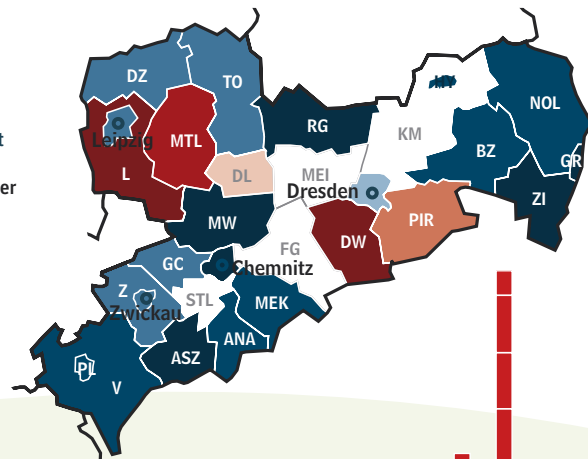 DZ
TO
NOL
HY
RG
KM
t
Leipzig
MTL
BZ
GR
L
DL
MEI
er
Dresden
ZI
MW
PIR
DW
FG
GC
Chemnitz
Z
STL
MEK
Zwickau
ANA
ASZ
PL
V